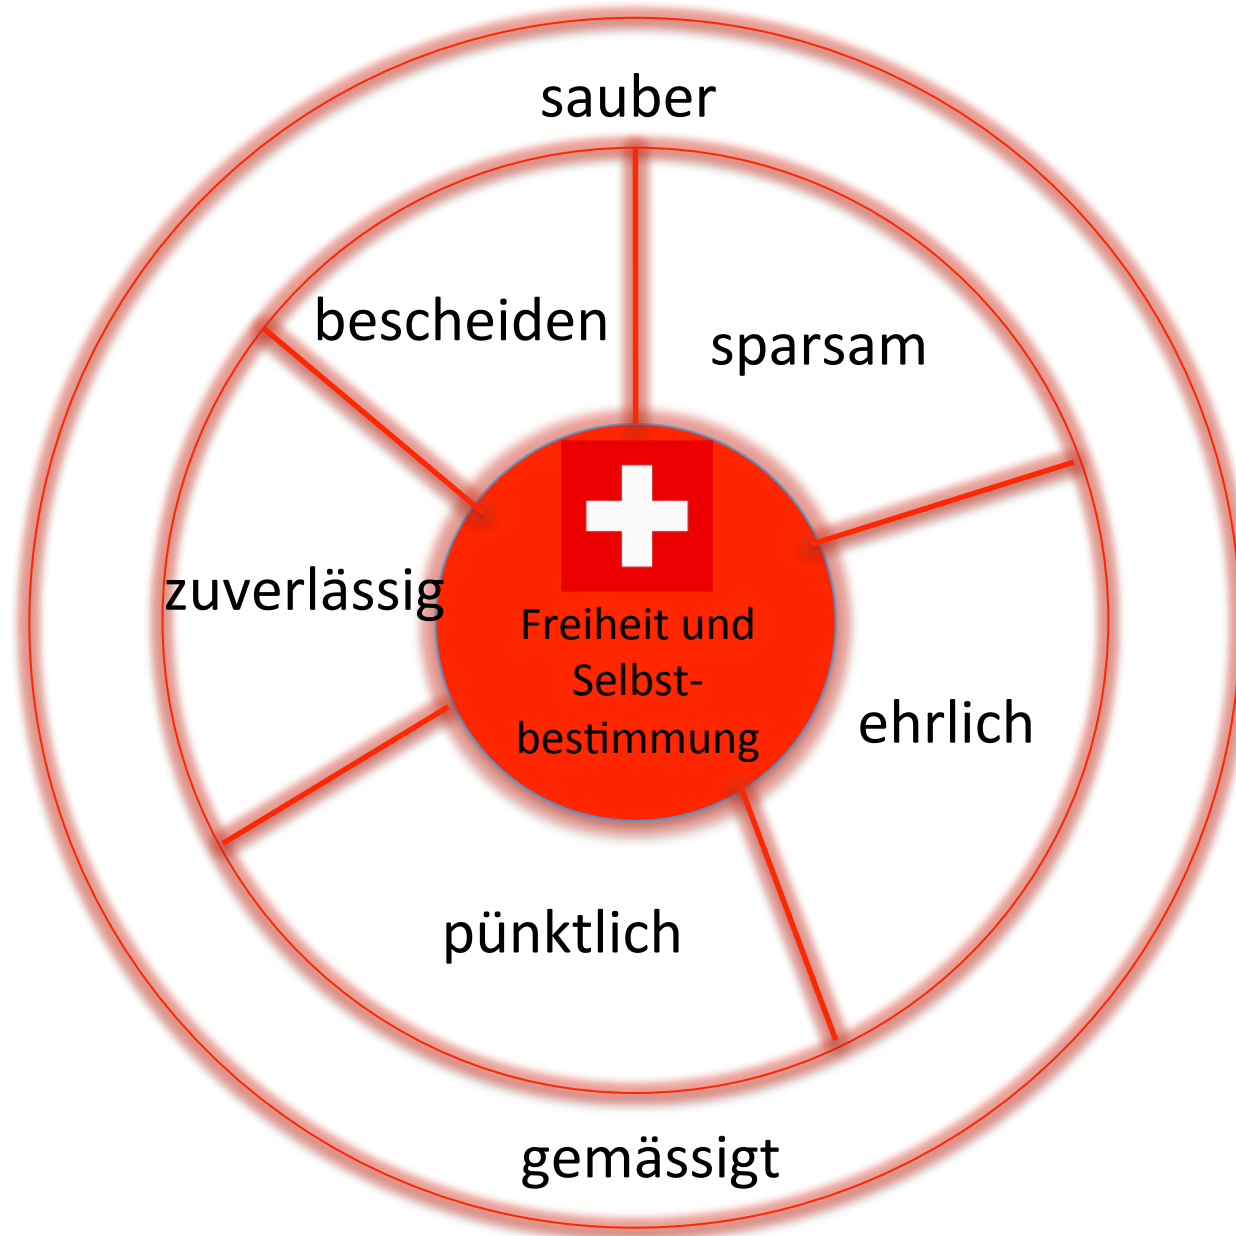 sauber
bescheiden
sparsam
zuverlässig
Freiheit und
Selbst-
bestimmung
ehrlich
pünktlich
gemässigt